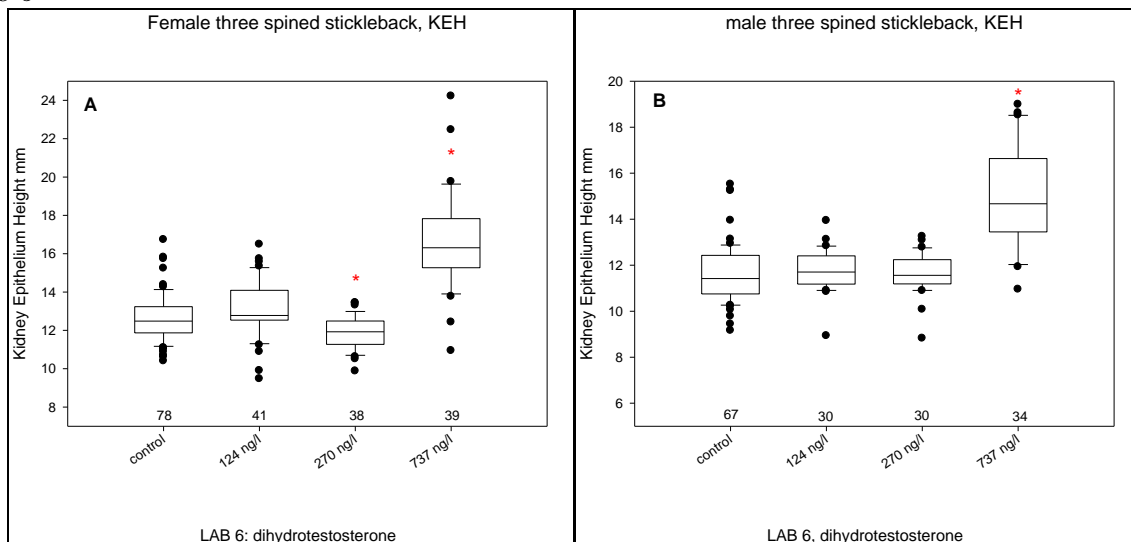 Female three spined stickleback, KEH
A
Kidney Epithelium Height mm
24
22
20
18
16
14
12
10
8
*
*
78
41
38
39
control
124 ng/l
270 ng/l
737 ng/l
LAB 6: dihydrotestosterone
male three spined stickleback, KEH
B
Kidney Epithelium Height mm
20
18
16
14
12
10
8
6
*
67
30
30
34
control
124 ng/l
270 ng/l
737 ng/l
LAB 6, dihydrotestosterone